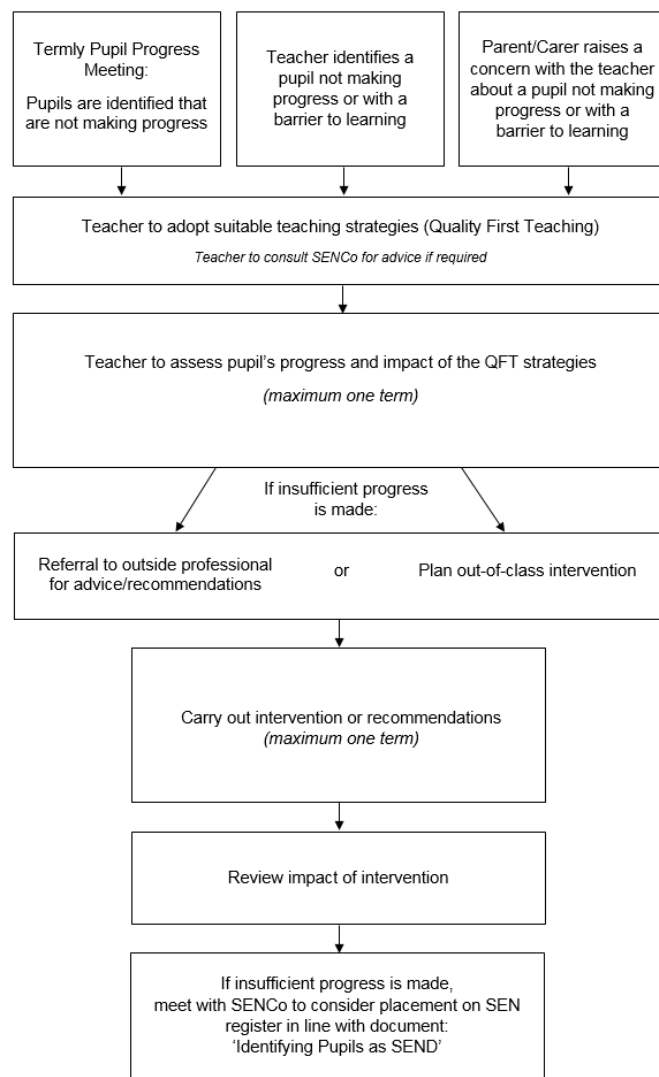 Termly Pupil Progress
Meeting:
Pupils are identified that
are not making progress
Teacher identifies a
pupil not making
progress or with a
barrier to learning
Parent/Carer raises a
concern with the teacher
about a pupil not making
progress or with a
barrier to learning
Teacher to adopt suitable teaching strategies (Quality First Teaching)
Teacher to consult SENCo for advice if required
Teacher to assess pupil's progress and impact of the QFT strategies
(maximum one term)
If insufficient progress
is made:
Referral to outside professional
for advice/recommendations
or
Plan out-of-class intervention
Carry out intervention or recommendations
(maximum one term)
Review impact of intervention
If insufficient progress is made,
meet with SENCo to consider placement on SEN
register in line with document:
‘Identifying Pupils as SEND’